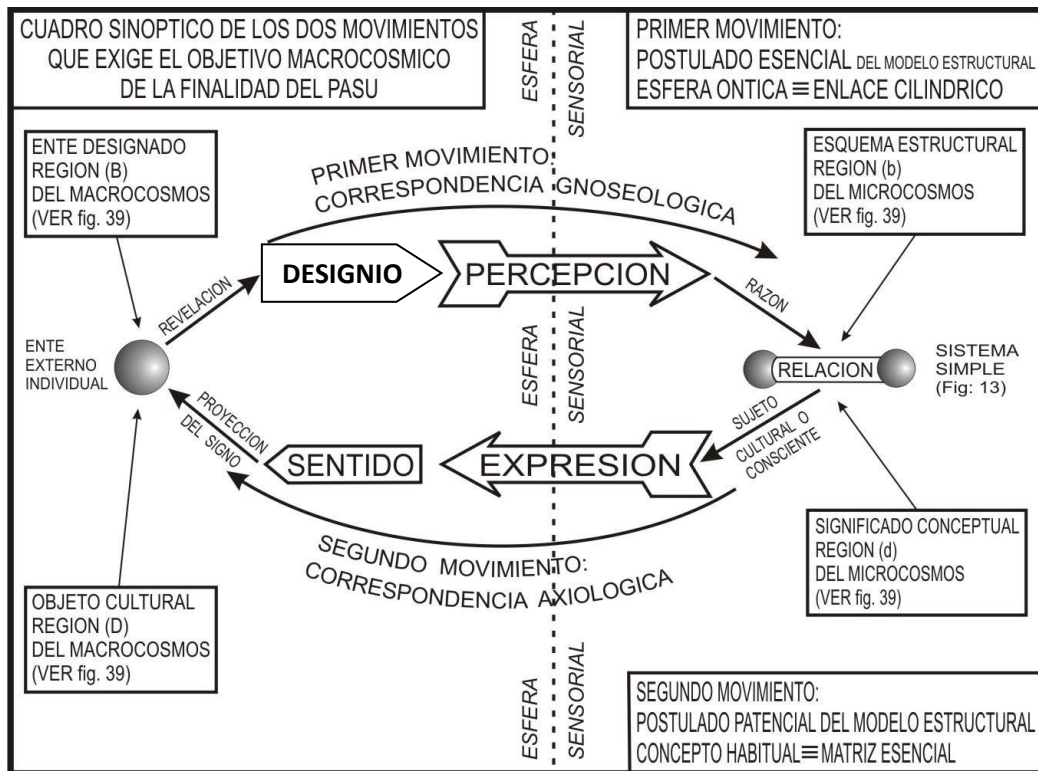 CUADRO SINOPTICO DE LOS DOS MOVIMIENTOS
QUE EXIGE EL OBJETIVO MACROCOSMICO
DE LA FINALIDAD DEL PASU
ESFERA
SENSORIAL
PRIMER MOVIMIENTO:
POSTULADO ESENCIAL DEL MODELO ESTRUCTURAL
ESFERA ONTICA ≡ ENLACE CILINDRICO
ENTE DESIGNADO
REGION (B)
DEL MACROCOSMOS
(VER fig. 39)
PRIMER MOVIMIENTO:
CORRESPONDENCIA GNOSEOLOGICA
ESQUEMA ESTRUCTURAL
REGION (b)
DEL MICROCOSMOS
(VER fig. 39)
REVELACION
DESIGNIO
PERCEPCION
RAZON
ENTE
EXTERNO
INDIVIDUAL
ESFERA
SENSORIAL
RELACION
SISTEMA
SIMPLE
(Fig: 13)
PROYECCION
DEL SIGNO
SENTIDO
EXPRESION
SUJETO
CULTURAL O
CONSCIENTE
SEGUNDO MOVIMIENTO:
CORRESPONDENCIA AXIOLOGICA
OBJETO CULTURAL
REGION (D)
DEL MACROCOSMOS
(VER fig. 39)
SIGNIFICADO CONCEPTUAL
REGION (d)
DEL MICROCOSMOS
(VER fig. 39)
ESFERA
SENSORIAL
SEGUNDO MOVIMIENTO:
POSTULADO PATENCIAL DEL MODELO ESTRUCTURAL
CONCEPTO HABITUAL ≡ MATRIZ ESENCIAL